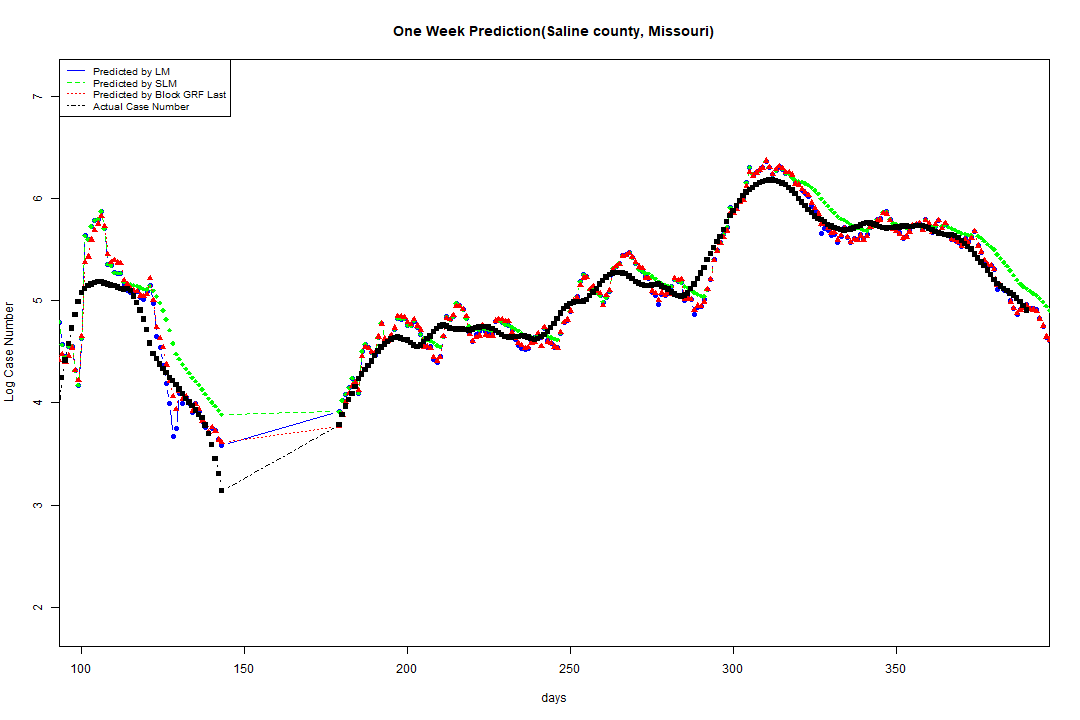 One Week Prediction(Saline county, Missouri)
Predicted by LM
Predicted by SLM
Predicted by Block GRF Last
Actual Case Number
7
6
5
4
3
2
Log Case Number
100 150 200 250 300 350
days